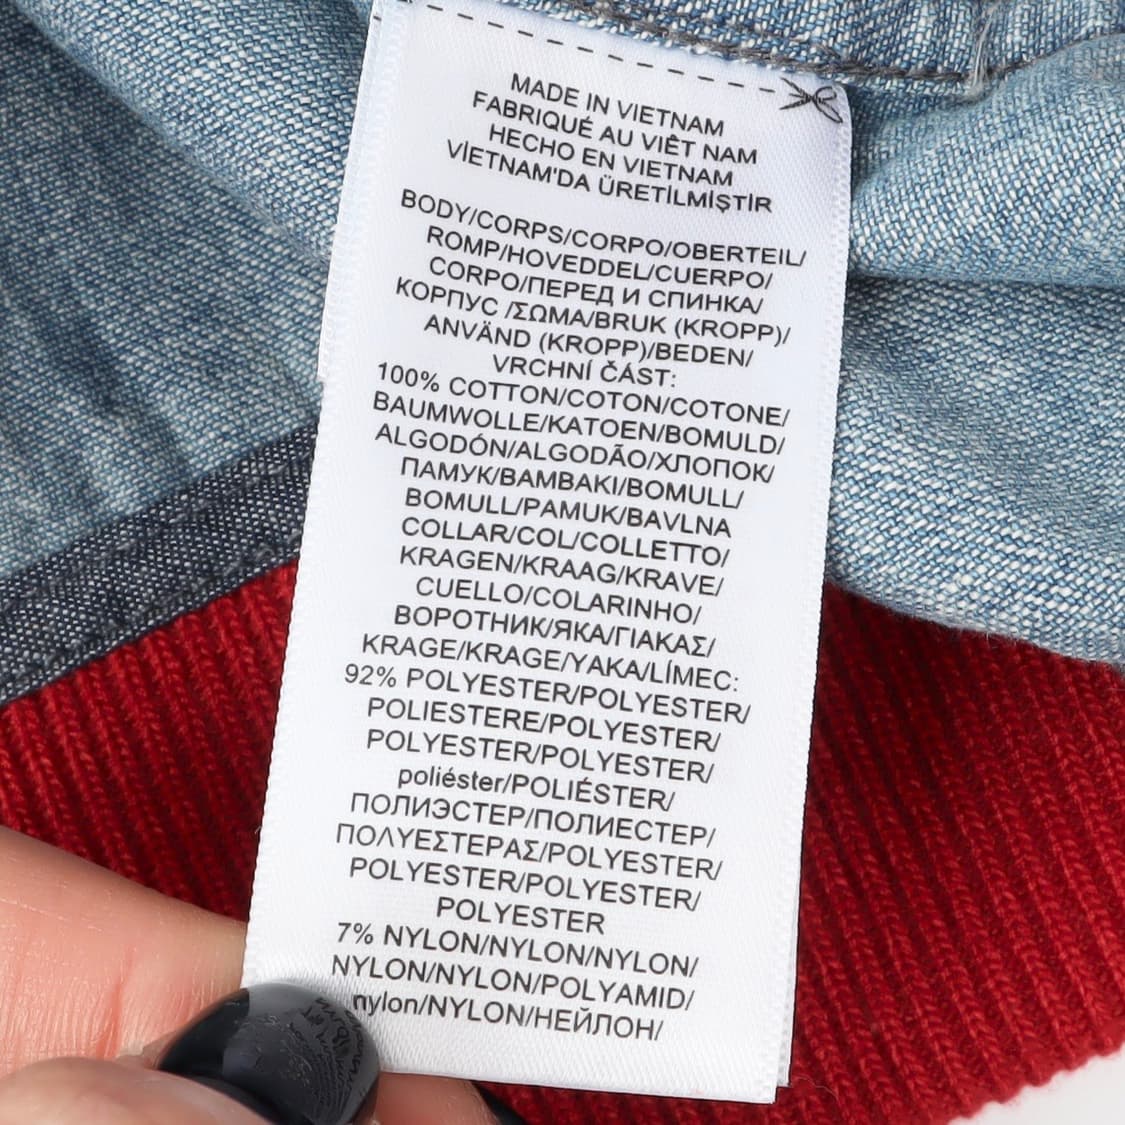 MADE IN VIETNAM
FABRIQUÉ AU VIÊT NAM
HECHO EN VIETNAM
VİETNAM'DA ÜRETİLMİŞTİR
BODY/CORPS/CORPO/OBERTEIL/
ROMP/HOVEDDEL/CUERPO/
CORPO/ПЕРЕД И СПИНКА/
КОРПУС /ΣΩΜΑ/BRUK (KROPP)/
ANVÄND (KROPP)/BEDEN/
VRCHNÍ ČÁST:
100% COTTON/COTON/COTONE/
BAUMWOLLE/KATOEN/BOMULD/
ALGODÓN/ALGODÃO/ХЛОПОК/
ПАМУК/BAMBAKI/BOMULL/
BOMULL/PAMUK/BAVLNA
COLLAR/COL/COLLETTO/
KRAGEN/KRAAG/KRAVE/
CUELLO/COLARINHO/
ВОРОТНИК/ЯКА/ГIAKAΣ/
KRAGE/KRAGE/YAKA/LÍMEC:
92% POLYESTER/POLYESTER/
POLIESTERE/POLYESTER/
POLYESTER/POLYESTER/
poliéster/POLIÉSTER/
ПОЛИЭСТЕР/ПОЛИЕСТЕР/
ΠΟΛΥΕΣΤΕΡΑΣ/POLYESTER/
POLYESTER/POLYESTER/
POLYESTER
7% NYLON/NYLON/NYLON/
NYLON/NYLON/POLYAMID/
nylon/NYLON/НЕЙЛОН/